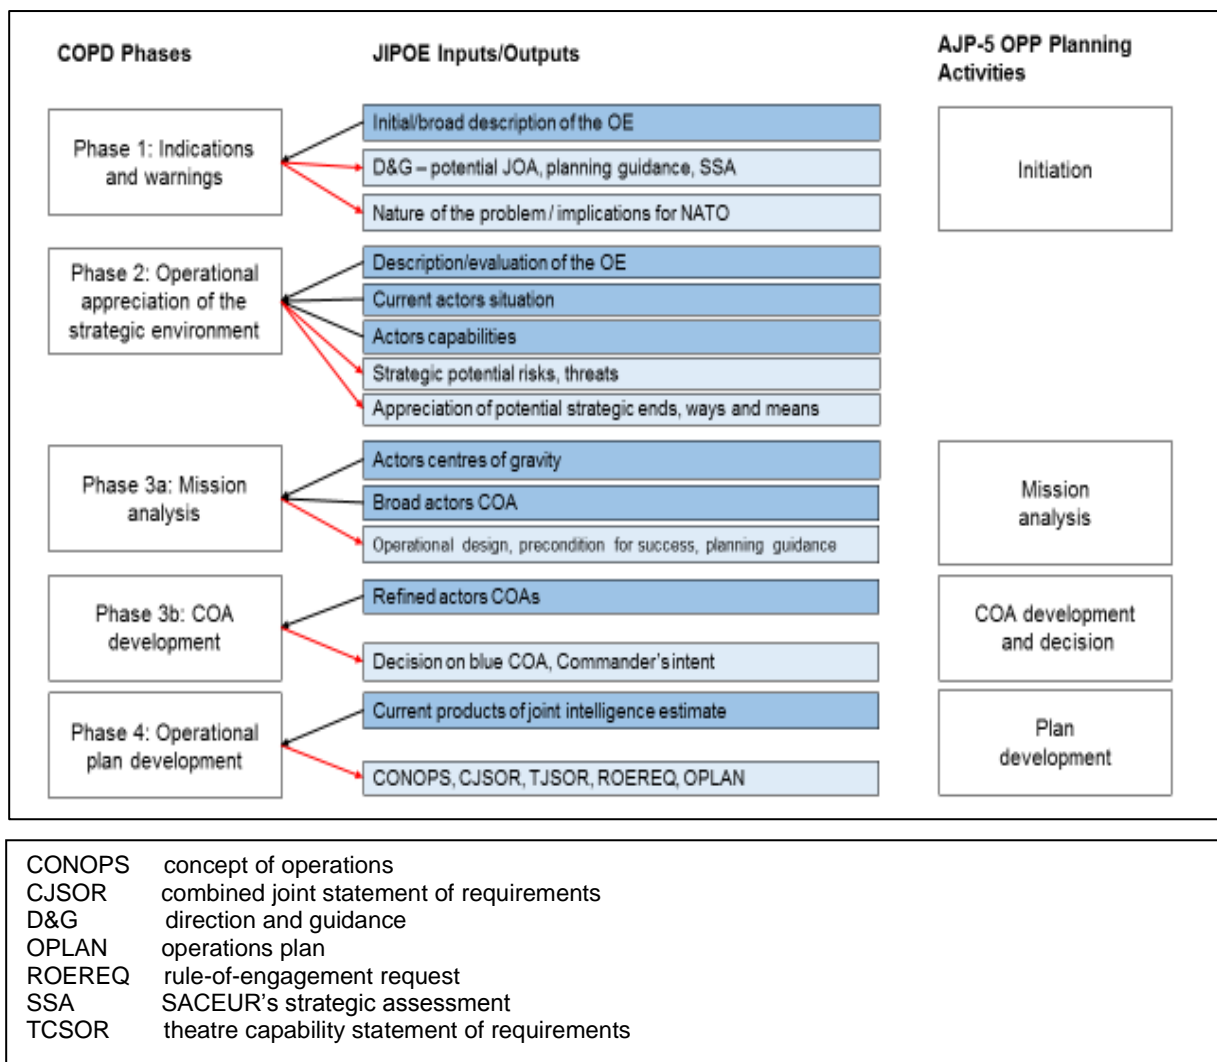 COPD Phases
JIPOE Inputs/Outputs
AJP-5 OPP Planning
Activities
Phase 1: Indications
and warnings
Initial/broad description of the OE
D&G – potential JOA, planning guidance, SSA
Nature of the problem / implications for NATO
Initiation
Phase 2: Operational
appreciation of the
strategic environment
Description/evaluation of the OE
Current actors situation
Actors capabilities
Strategic potential risks, threats
Appreciation of potential strategic ends, ways and means
Phase 3a: Mission
analysis
Actors centres of gravity
Broad actors COA
Operational design, precondition for success, planning guidance
Mission
analysis
Phase 3b: COA
development
Refined actors COAs
Decision on blue COA, Commander's intent
COA development
and decision
Phase 4: Operational
plan development
Current products of joint intelligence estimate
CONOPS, CJSOR, TJSOR, ROEREQ, OPLAN
Plan
development
CONOPS concept of operations
CJSOR combined joint statement of requirements
D&G direction and guidance
OPLAN operations plan
ROEREQ rule-of-engagement request
SSA SACEUR's strategic assessment
TCSOR theatre capability statement of requirements